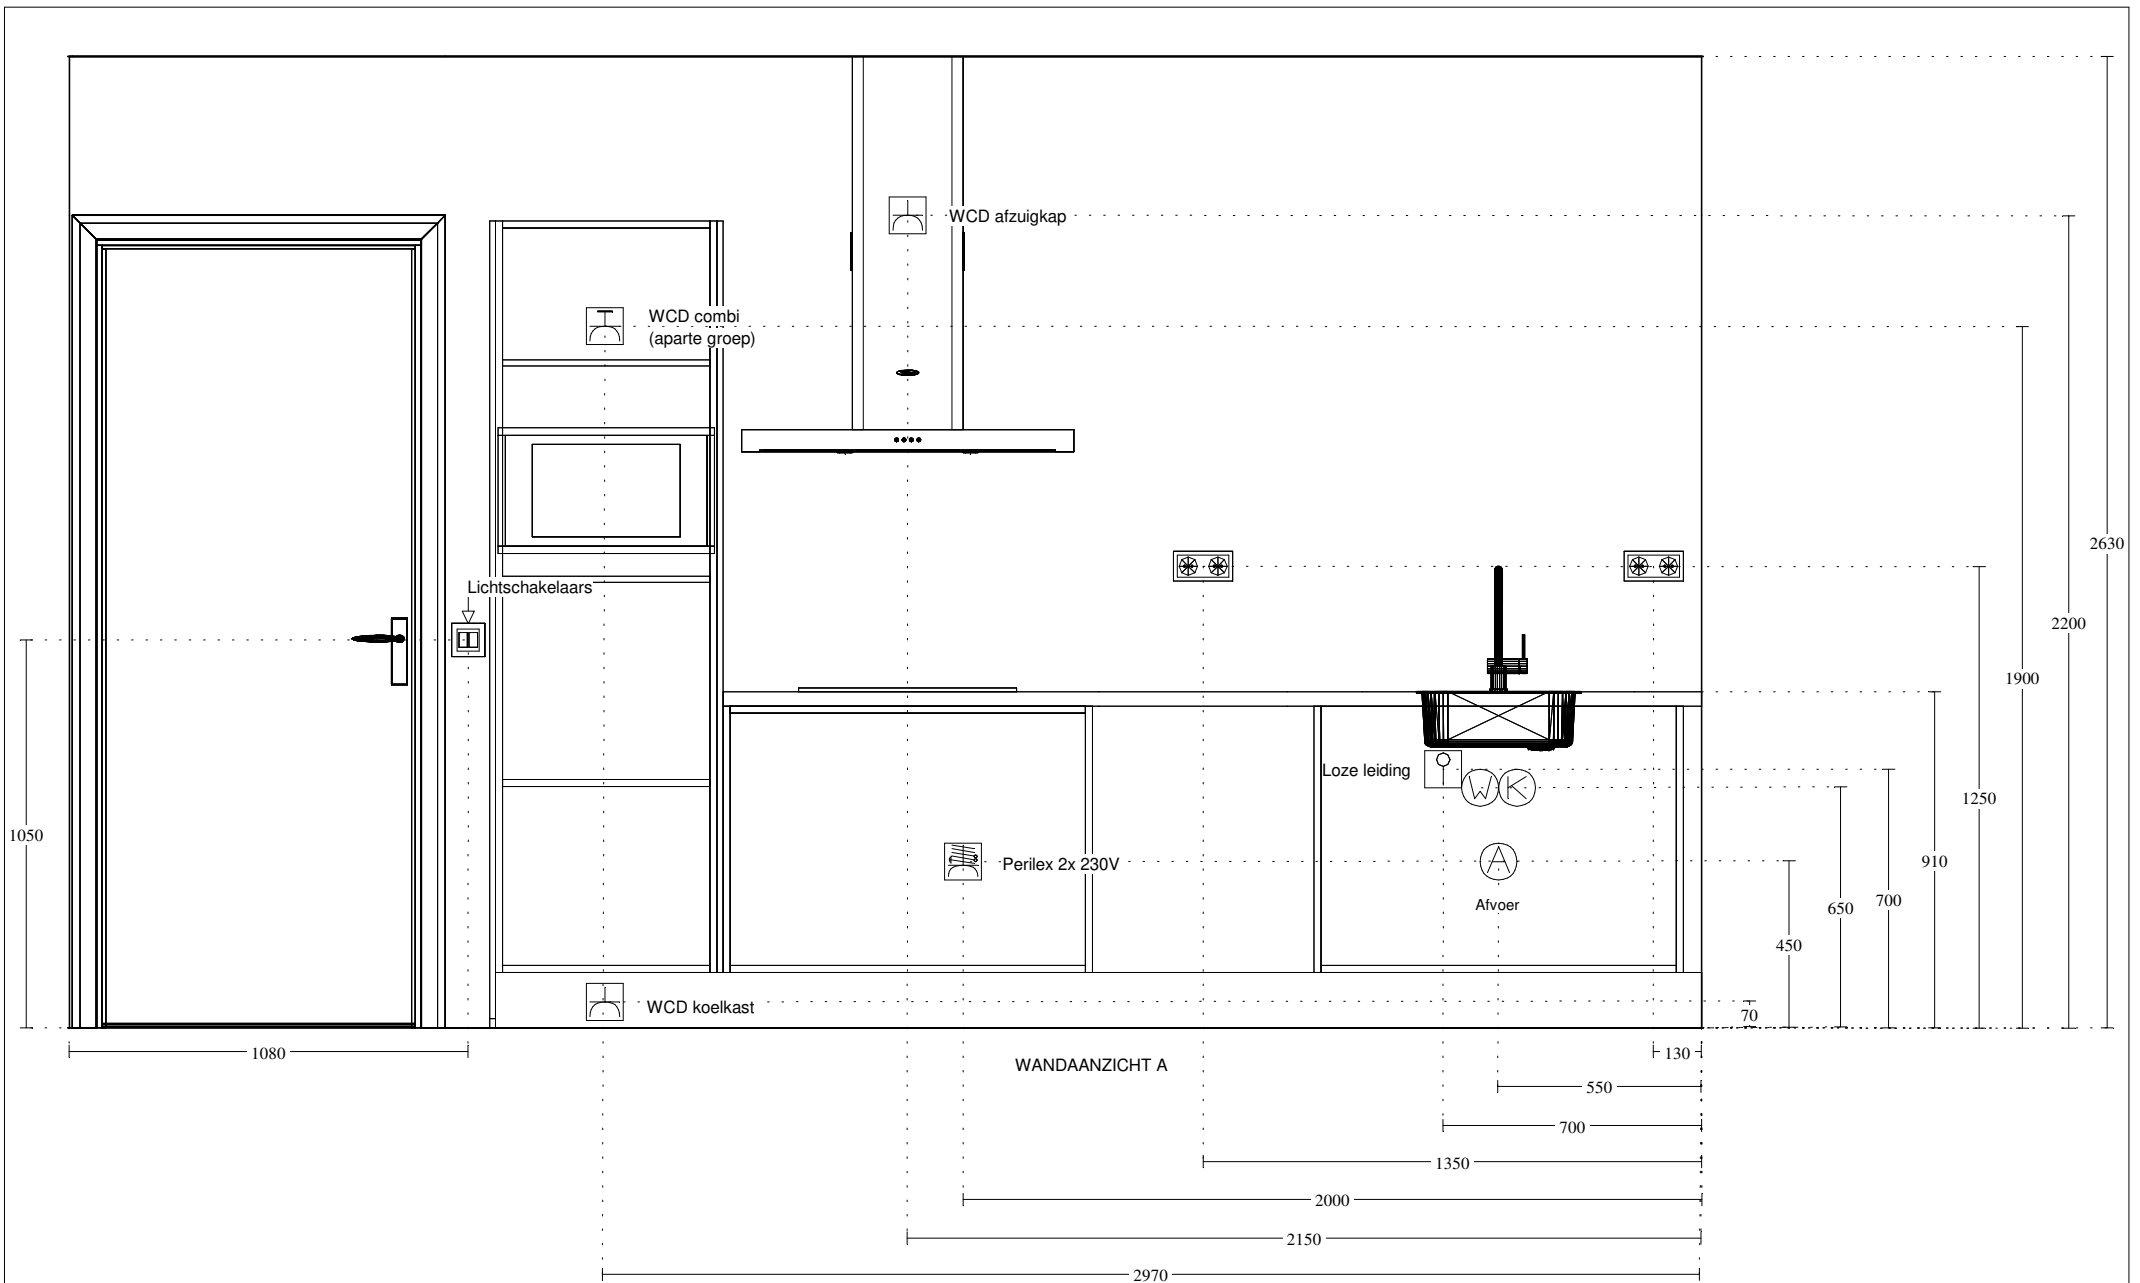 WCD afzuigkap
WCD combi
(aparte groep)
2630
Lichtschakelaars
2200
1900
Loze leiding
W K
1250
1050
Perilex 2x 230V
A
910
Afvoer
700
650
450
WCD koelkast
70
1080
130
WANDAANZICHT A
550
700
1350
2000
2150
2970